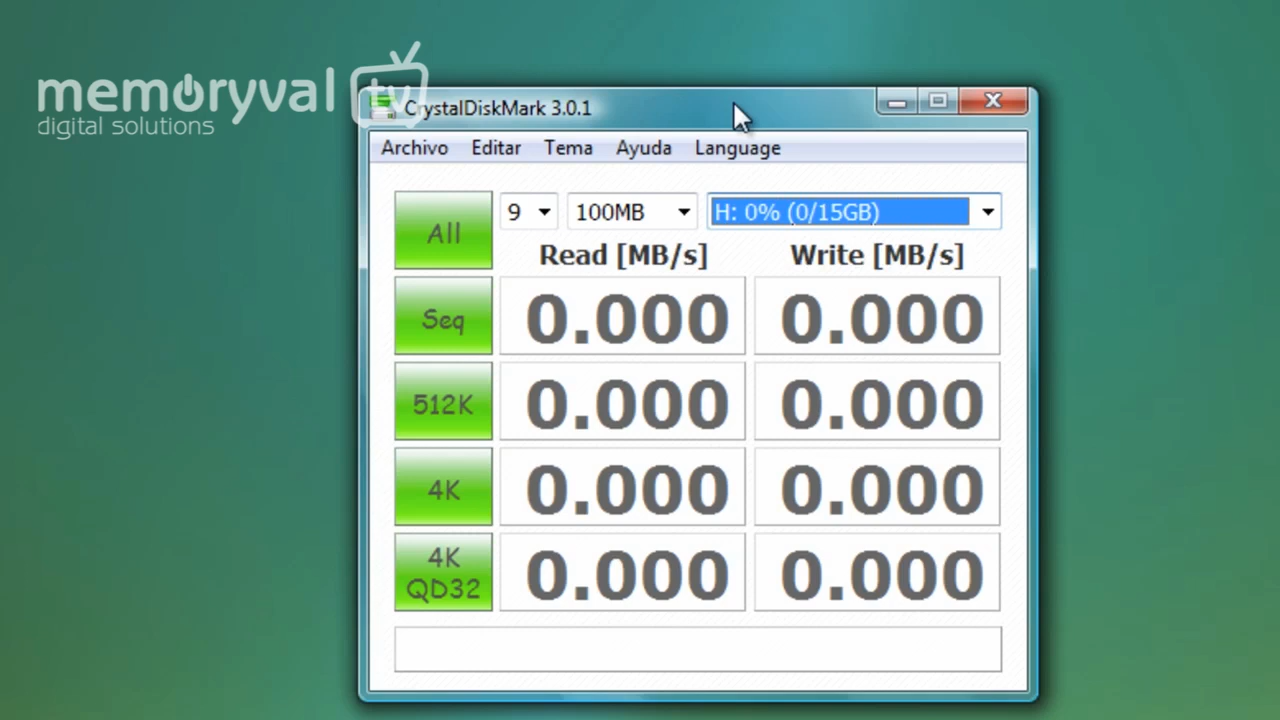 memoryval tv
digital solutions
CrystalDiskMark 3.0.1
Archivo Editar Tema Ayuda Language
All 9 100MB H: 0% (0/15GB)
Read [MB/s] Write [MB/s]
Seq 0.000 0.000
512K 0.000 0.000
4K 0.000 0.000
4K
QD32 0.000 0.000